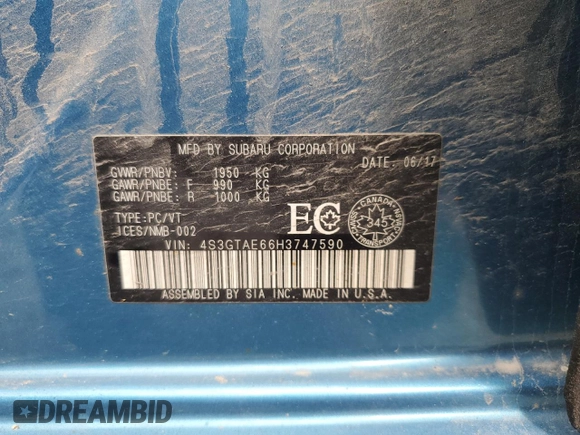 MFD BY SUBARU CORPORATION
DATE: 06/17
GVWR/PNBV: 1950 KG
GAWR/PNBE: F 990 KG
GAWR/PNBE: R 1000 KG
TYPE:PC/VT
ICES/NMB-002
EC
CANADA
345
VIN: 4S3GTAE66H3747590
ASSEMBLED BY SIA INC. MADE IN U.S.A.
DREAMBID